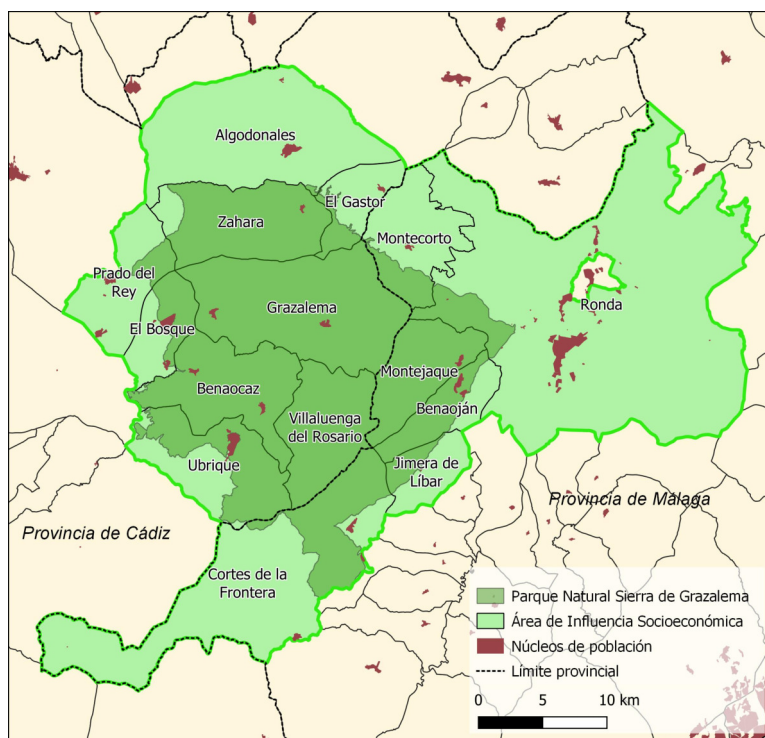 Algodonales
El Gastor
Zahara
Montecorto
Prado del
Rey
Grazalema
Ronda
El Bosque
Montejaque
Benaocaz
Benaoján
Villaluenga
del Rosario
Ubrique
Jimera de
Líbar
Provincia de Málaga
Provincia de Cádiz
Cortes de la
Frontera
Parque Natural Sierra de Grazalema
Área de Influencia Socioeconómica
Núcleos de población
Límite provincial
0 5 10 km